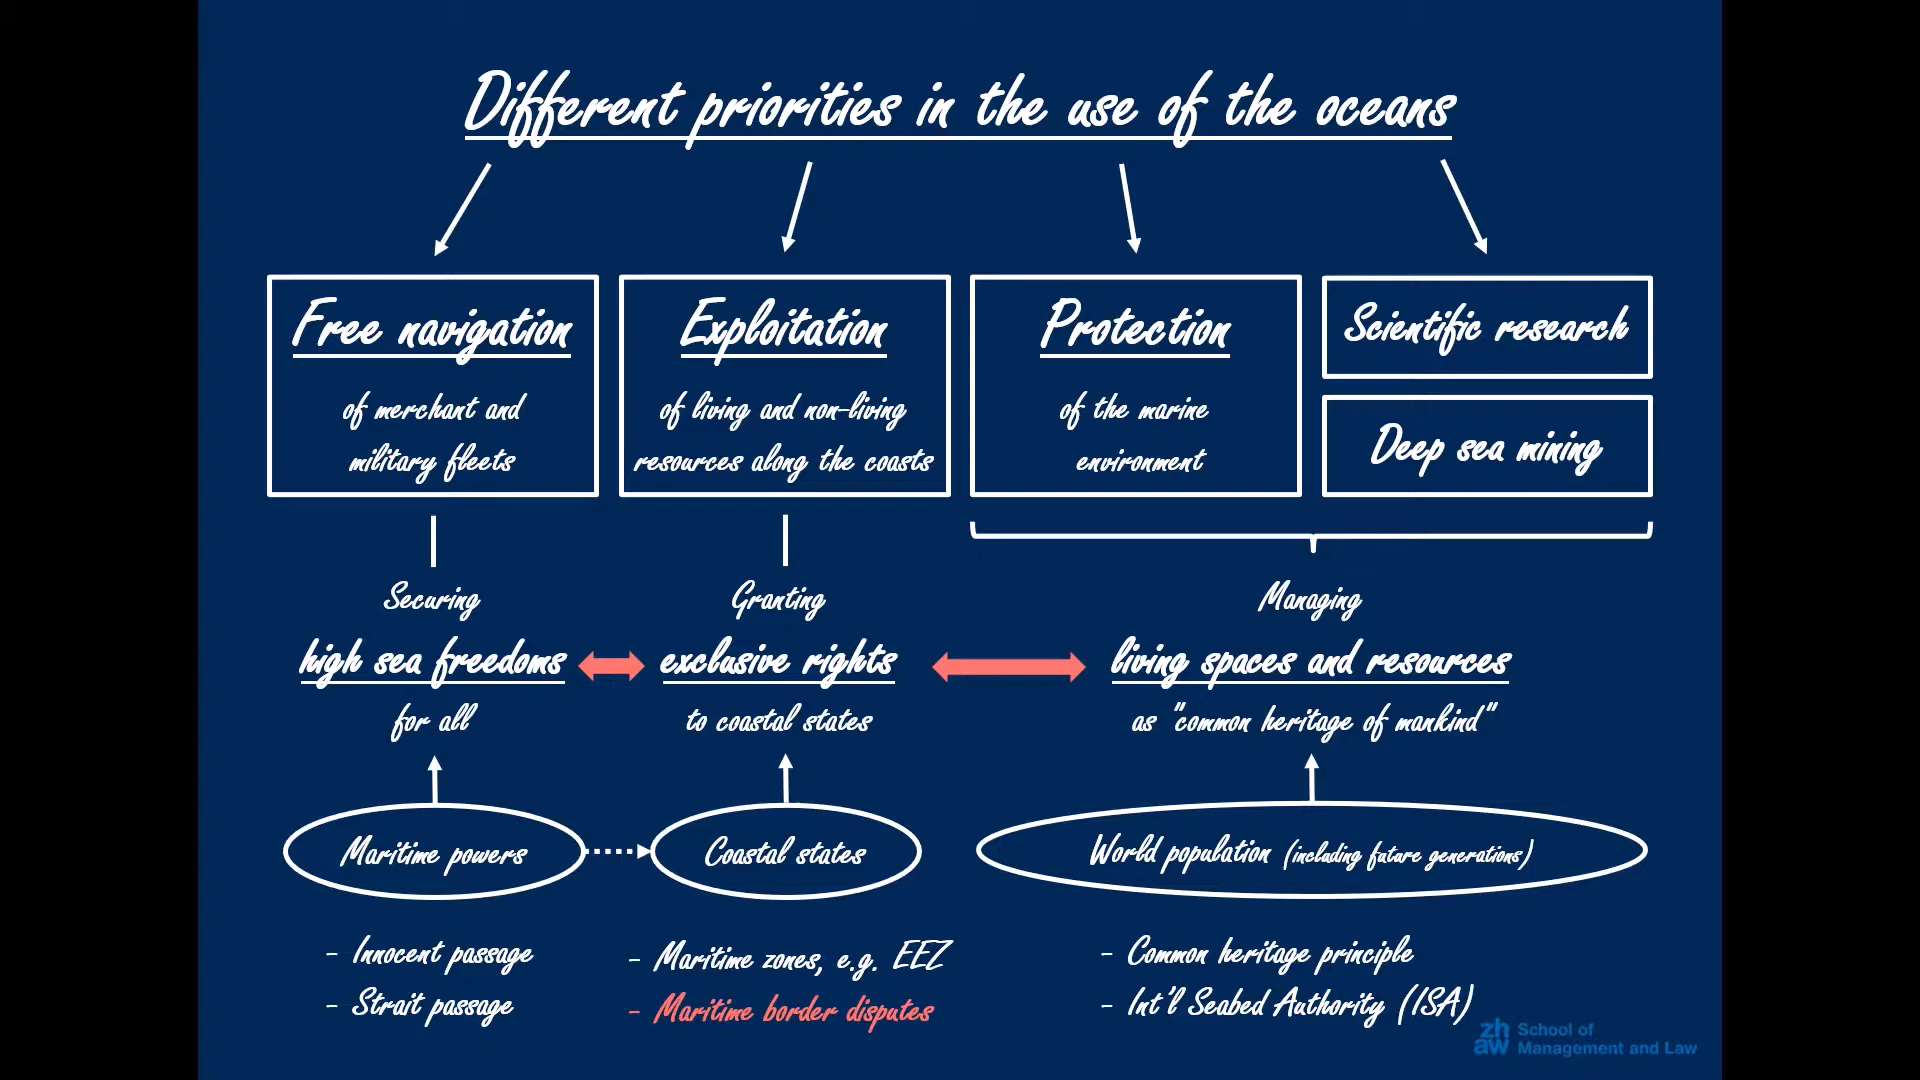 Different priorities in the use of the oceans
Free navigation
of merchant and
military fleets
Exploitation
of living and non-living
resources along the coasts
Protection
of the marine
environment
Scientific research
Deep sea mining
Securing
high sea freedoms
for all
Granting
exclusive rights
to coastal states
Managing
living spaces and resources
as "common heritage of mankind"
Maritime powers
Coastal states
World population (including future generations)
- Innocent passage
- Strait passage
- Maritime zones, e.g. EEZ
- Maritime border disputes
- Common heritage principle
- Int'l Seabed Authority (ISA)
zh
aw
School of
Management and Law